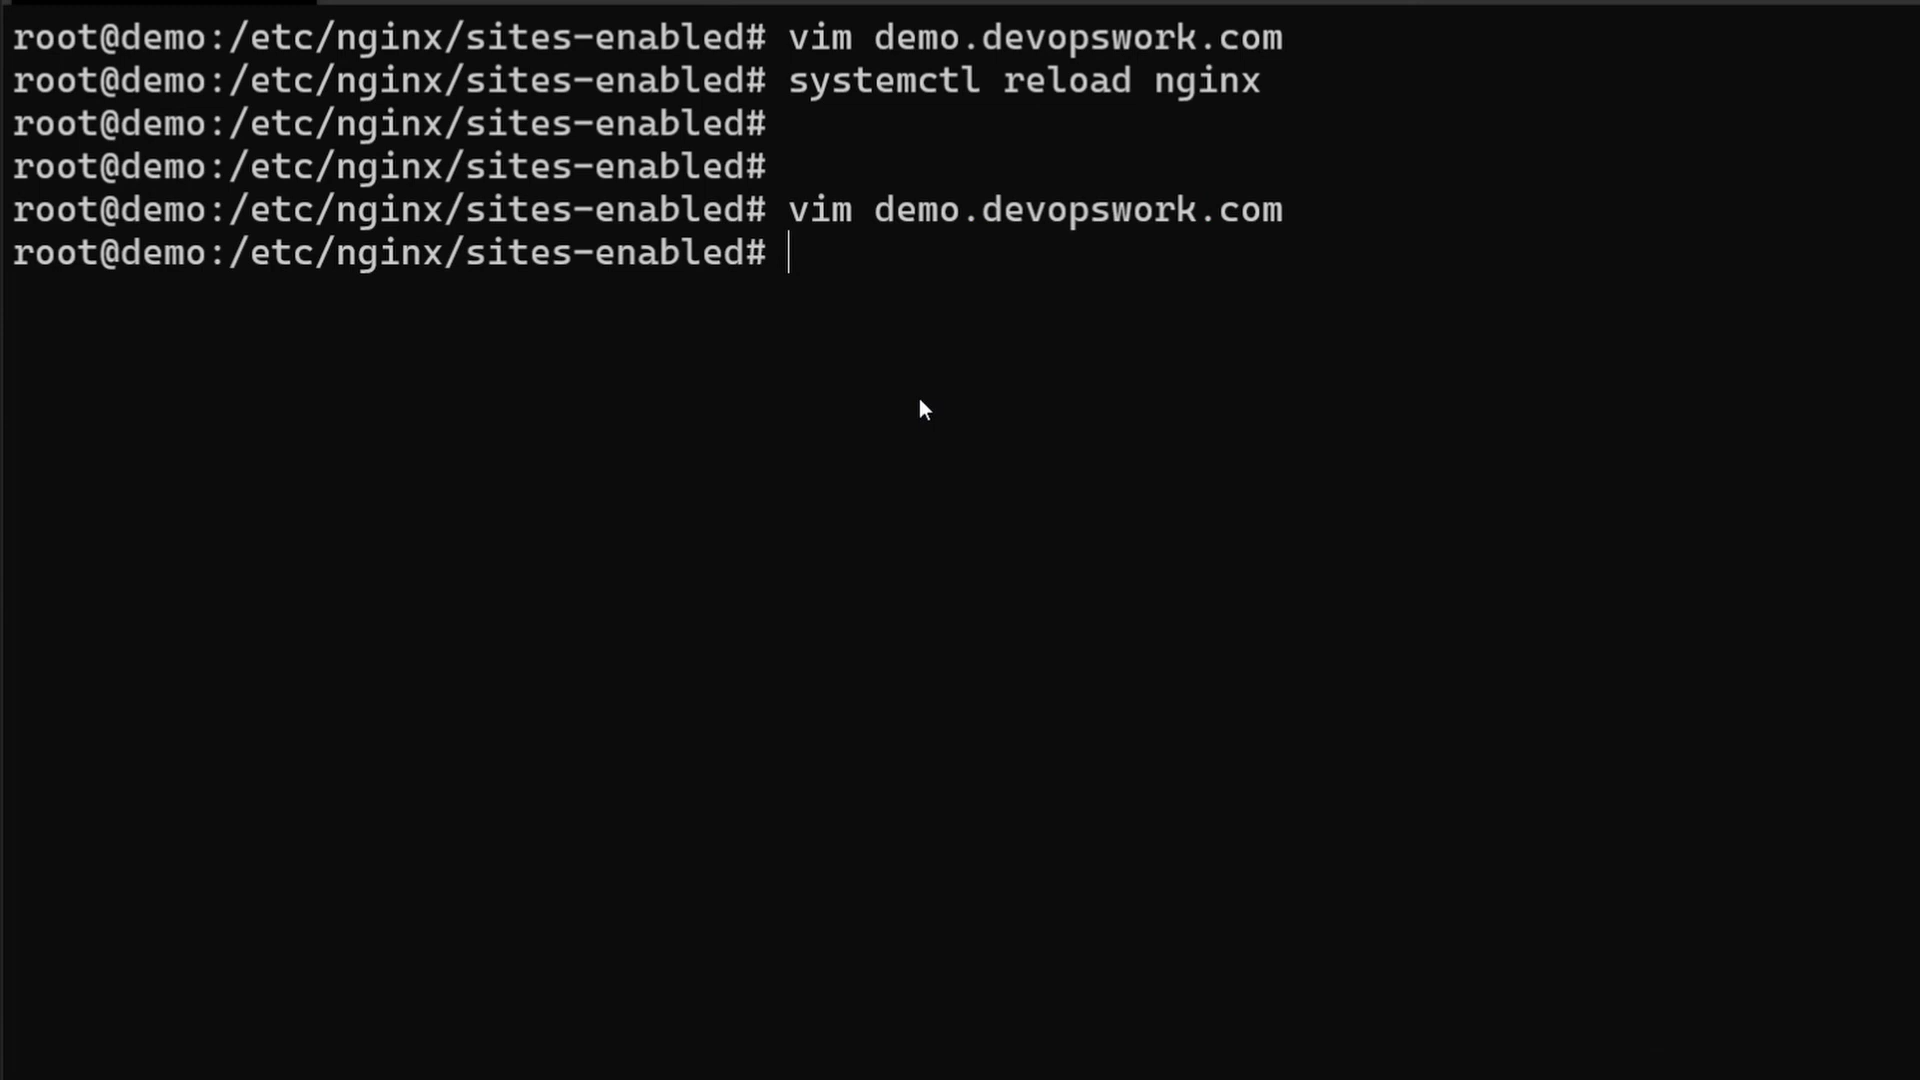 root@demo:/etc/nginx/sites-enabled# vim demo.devopswork.com
root@demo:/etc/nginx/sites-enabled# systemctl reload nginx
root@demo:/etc/nginx/sites-enabled#
root@demo:/etc/nginx/sites-enabled#
root@demo:/etc/nginx/sites-enabled# vim demo.devopswork.com
root@demo:/etc/nginx/sites-enabled#